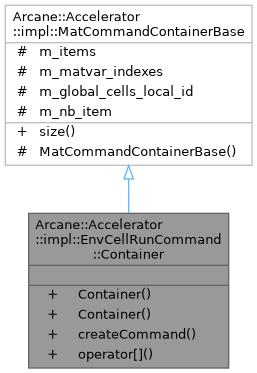 Arcane::Accelerator
::impl::MatCommandContainerBase
# m_items
# m_matvar_indexes
# m_global_cells_local_id
# m_nb_item
+ size()
# MatCommandContainerBase()
Arcane::Accelerator
::impl::EnvCellRunCommand
::Container
+ Container()
+ Container()
+ createCommand()
+ operator[]()